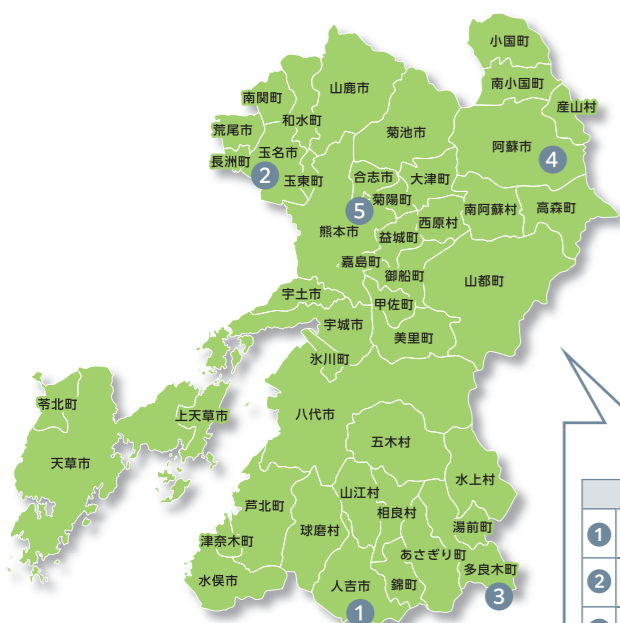 小国町
南小国町
産山村
山鹿市
南関町
和水町
菊池市
荒尾市
阿蘇市
4
長洲町
玉名市
2
玉東町
合志市
大津町
5
菊陽町
南阿蘇村
高森町
西原村
熊本市
益城町
嘉島町
御船町
山都町
宇土市
甲佐町
宇城市
美里町
氷川町
苓北町
上天草市
八代市
天草市
五木村
水上村
芦北町
山江村
相良村
湯前町
津奈木町
球磨村
あさぎり町
多良木町
水俣市
人吉市
錦町
3
1
1
2